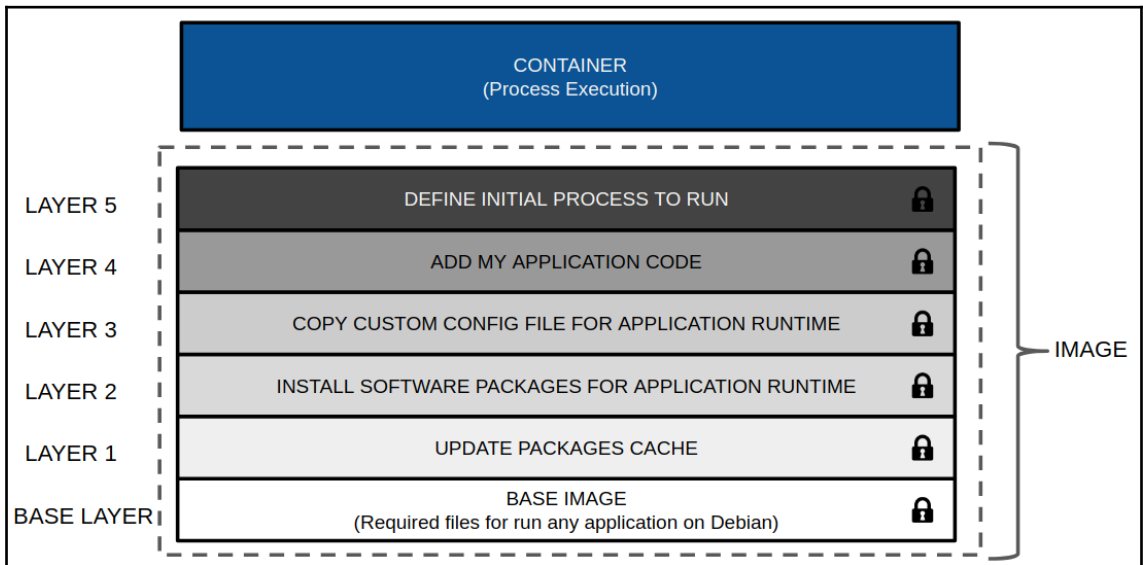 CONTAINER
(Process Execution)
LAYER 5
DEFINE INITIAL PROCESS TO RUN
LAYER 4
ADD MY APPLICATION CODE
LAYER 3
COPY CUSTOM CONFIG FILE FOR APPLICATION RUNTIME
IMAGE
LAYER 2
INSTALL SOFTWARE PACKAGES FOR APPLICATION RUNTIME
LAYER 1
UPDATE PACKAGES CACHE
BASE LAYER
BASE IMAGE
(Required files for run any application on Debian)